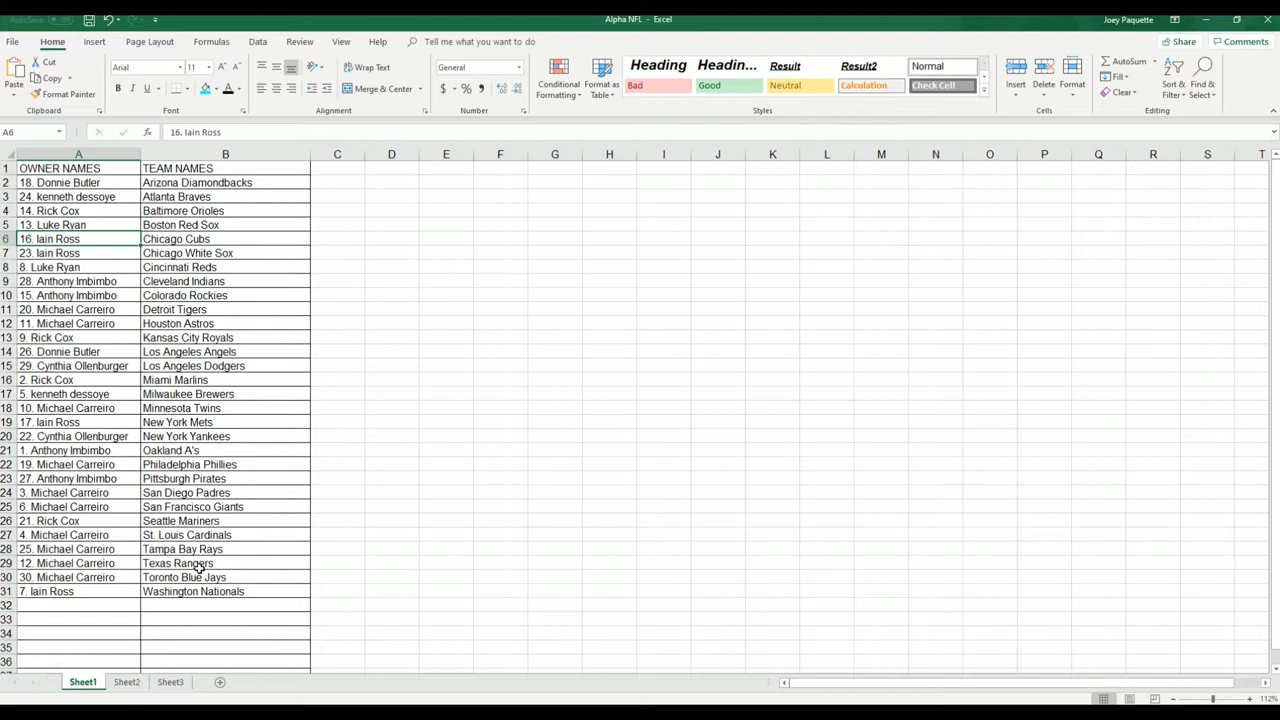 AutoSave Off Alpha NFL - Excel Joey Paquette
File Home Insert Page Layout Formulas Data Review View Help Tell me what you want to do Share Comments
Cut Arial 11 Wrap Text General Heading Headin... Result Result2 Normal AutoSum
Copy Fill
Paste Format Painter Merge & Center Conditional Formatting Format as Table Bad Good Neutral Calculation Check Cell Insert Delete Format Clear Sort & Filter Find & Select
Clipboard Font Alignment Number Styles Cells Editing
A6 fx 16. Iain Ross
A B C D E F G H I J K L M N O P Q R S T
1 OWNER NAMES TEAM NAMES
2 18. Donnie Butler Arizona Diamondbacks
3 24. kenneth dessoye Atlanta Braves
4 14. Rick Cox Baltimore Orioles
5 13. Luke Ryan Boston Red Sox
6 16. Iain Ross Chicago Cubs
7 23. Iain Ross Chicago White Sox
8 8. Luke Ryan Cincinnati Reds
9 28. Anthony Imbimbo Cleveland Indians
10 15. Anthony Imbimbo Colorado Rockies
11 20. Michael Carreiro Detroit Tigers
12 11. Michael Carreiro Houston Astros
13 9. Rick Cox Kansas City Royals
14 26. Donnie Butler Los Angeles Angels
15 29. Cynthia Ollenburger Los Angeles Dodgers
16 2. Rick Cox Miami Marlins
17 5. kenneth dessoye Milwaukee Brewers
18 10. Michael Carreiro Minnesota Twins
19 17. Iain Ross New York Mets
20 22. Cynthia Ollenburger New York Yankees
21 1. Anthony Imbimbo Oakland A's
22 19. Michael Carreiro Philadelphia Phillies
23 27. Anthony Imbimbo Pittsburgh Pirates
24 3. Michael Carreiro San Diego Padres
25 6. Michael Carreiro San Francisco Giants
26 21. Rick Cox Seattle Mariners
27 4. Michael Carreiro St. Louis Cardinals
28 25. Michael Carreiro Tampa Bay Rays
29 12. Michael Carreiro Texas Rangers
30 30. Michael Carreiro Toronto Blue Jays
31 7. Iain Ross Washington Nationals
32
33
34
35
36
Sheet1 Sheet2 Sheet3
112%